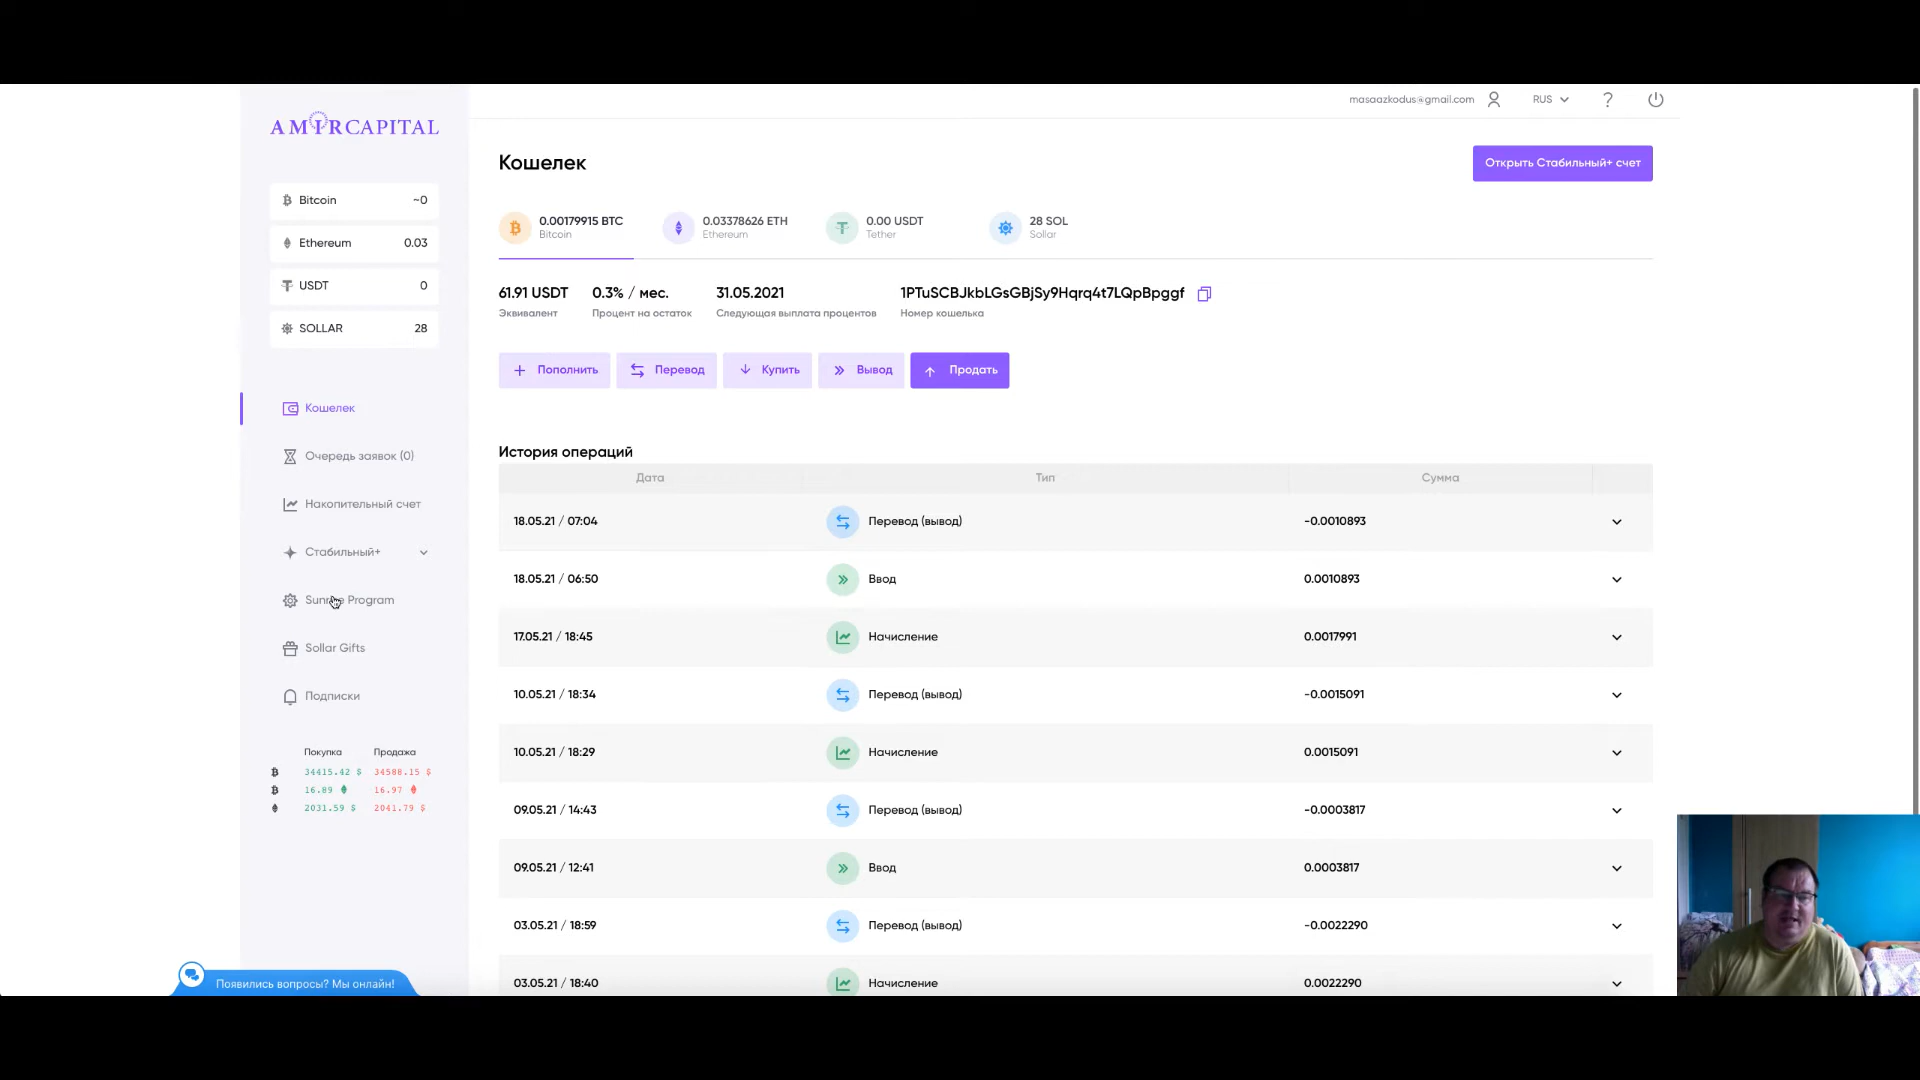 AMIRCAPITAL
masaazkodus@gmail.com RUS ?
Кошелек
Открыть Стабильный+ счет
Bitcoin ~0
Ethereum 0.03
USDT 0
SOLLAR 28
0.00179915 BTC
Bitcoin
0.03378626 ETH
Ethereum
0.00 USDT
Tether
28 SOL
Sollar
61.91 USDT
Эквивалент
0.3% / мес.
Процент на остаток
31.05.2021
Следующая выплата процентов
1PTuSCBJkbLGsGBjSy9Hqrq4t7LQpBpggf
Номер кошелька
Пополнить
Перевод
Купить
Вывод
Продать
Кошелек
Очередь заявок (0)
Накопительный счет
Стабильный+
Program
Sollar Gifts
Подписки
Покупка Продажа
34415.42 $ 34588.15 $
16.89 16.97
2031.59 $ 2041.79 $
Появились вопросы? Мы онлайн!
История операций
Дата Тип Сумма
18.05.21 / 07:04 Перевод (вывод) -0.0010893
18.05.21 / 06:50 Ввод 0.0010893
17.05.21 / 18:45 Начисление 0.0017991
10.05.21 / 18:34 Перевод (вывод) -0.0015091
10.05.21 / 18:29 Начисление 0.0015091
09.05.21 / 14:43 Перевод (вывод) -0.0003817
09.05.21 / 12:41 Ввод 0.0003817
03.05.21 / 18:59 Перевод (вывод) -0.0022290
03.05.21 / 18:40 Начисление 0.0022290